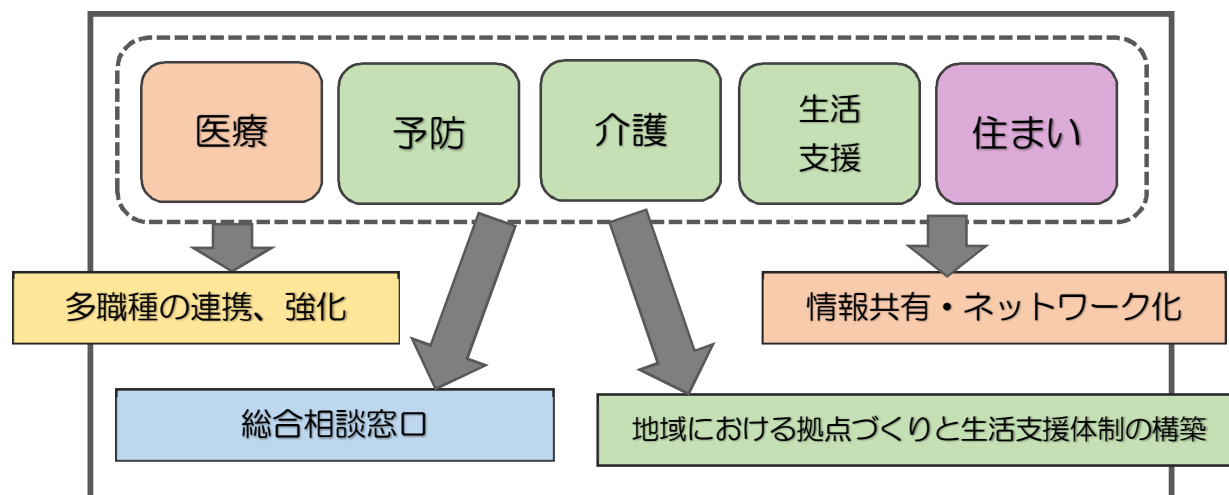 医療
予防
介護
生活
支援
住まい
多職種の連携、強化
情報共有・ネットワーク化
総合相談窓口
地域における拠点づくりと生活支援体制の構築